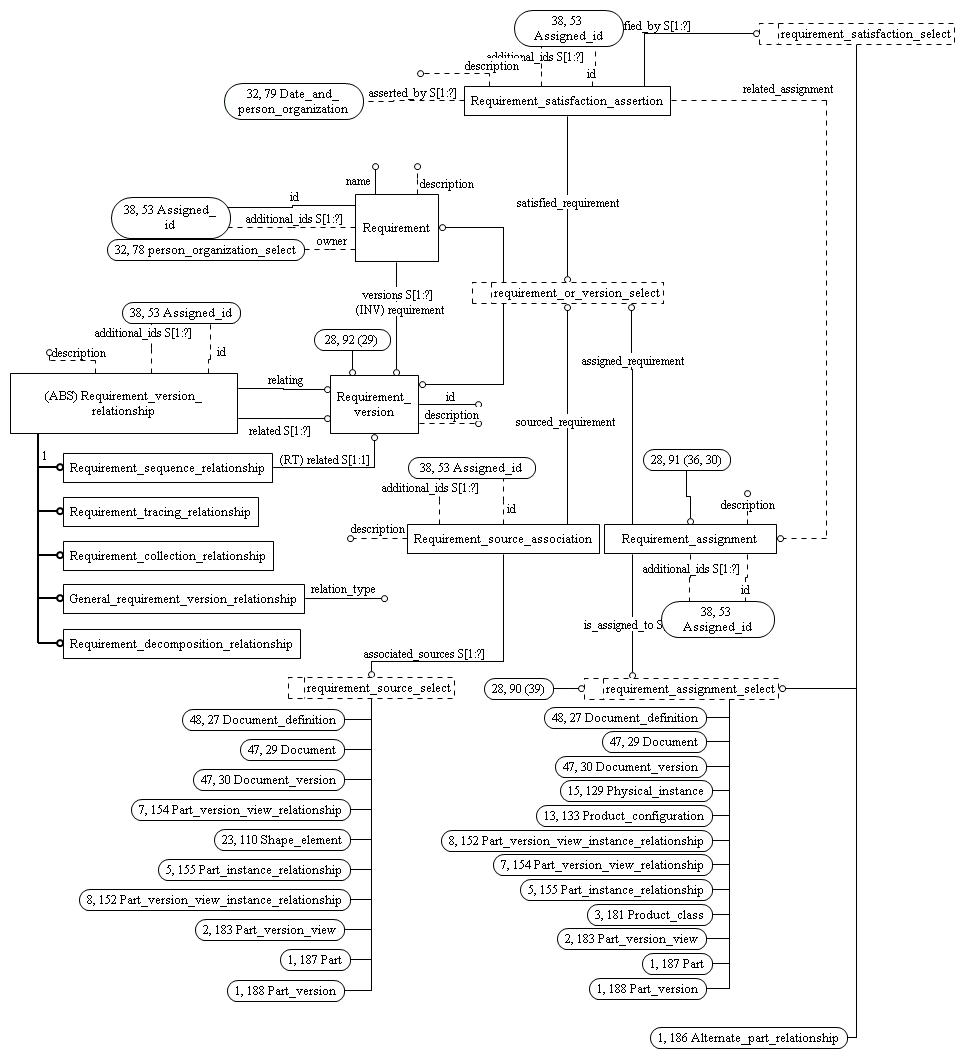 38, 53
Assigned_id
fied_by S[1:?]
requirement_satisfaction_select
additional_ids S[1:?]
description
id
32, 79 Date_and_
person_organization
asserted_by S[1:?]
Requirement_satisfaction_assertion
related_assignment
name
description
id
38, 53 Assigned_
id
additional_ids S[1:?]
owner
32, 78 person_organization_select
Requirement
satisfied_requirement
versions S[1:?]
(INV) requirement
requirement_or_version_select
38, 53 Assigned_id
additional_ids S[1:?]
description
id
28, 92 (29)
(ABS) Requirement_version_
relationship
relating
related S[1:?]
Requirement_
version
id
description
assigned_requirement
sourced_requirement
1
Requirement_sequence_relationship
(RT) related S[1:1]
38, 53 Assigned_id
additional_ids S[1:?]
id
28, 91 (36, 30)
description
Requirement_tracing_relationship
description
Requirement_source_association
Requirement_assignment
Requirement_collection_relationship
additional_ids S[1:?]
id
General_requirement_version_relationship
relation_type
38, 53
Assigned_id
is_assigned_to S
Requirement_decomposition_relationship
associated_sources S[1:?]
requirement_source_select
28, 90 (39)
requirement_assignment_select
48, 27 Document_definition
47, 29 Document
47, 30 Document_version
7, 154 Part_version_view_relationship
23, 110 Shape_element
5, 155 Part_instance_relationship
8, 152 Part_version_view_instance_relationship
2, 183 Part_version_view
1, 187 Part
1, 188 Part_version
48, 27 Document_definition
47, 29 Document
47, 30 Document_version
15, 129 Physical_instance
13, 133 Product_configuration
8, 152 Part_version_view_instance_relationship
7, 154 Part_version_view_relationship
5, 155 Part_instance_relationship
3, 181 Product_class
2, 183 Part_version_view
1, 187 Part
1, 188 Part_version
1, 186 Alternate_part_relationship